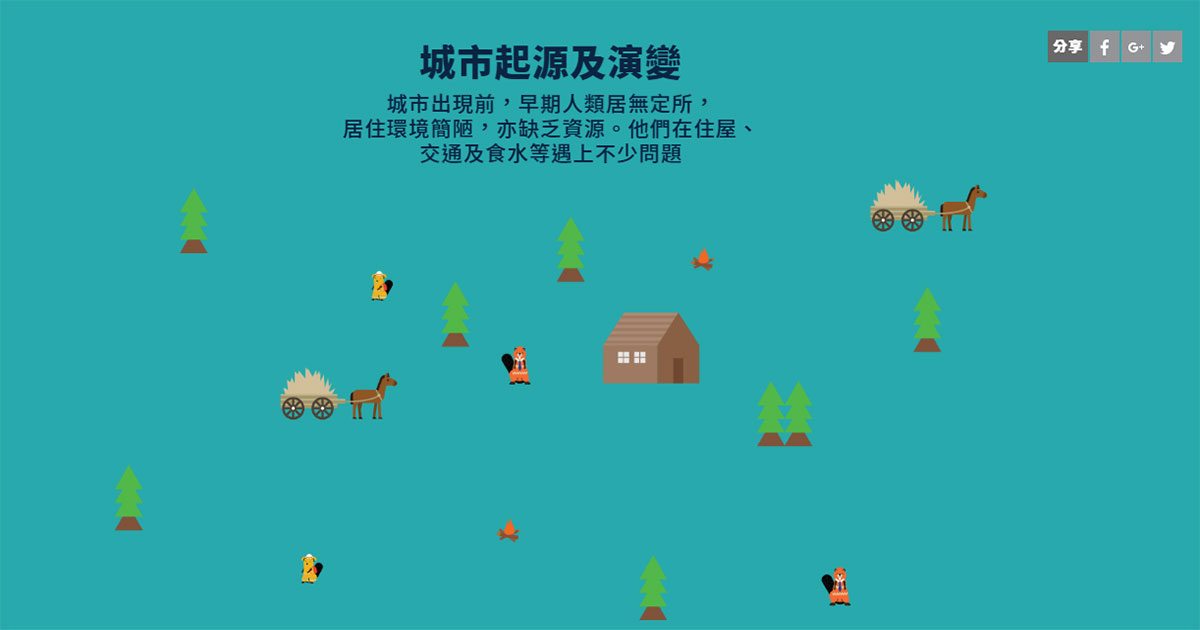 城市起源及演變
分享
城市出現前，早期人類居無定所，
居住環境簡陋，亦缺乏資源。他們在住屋、
交通及食水等遇上不少問題